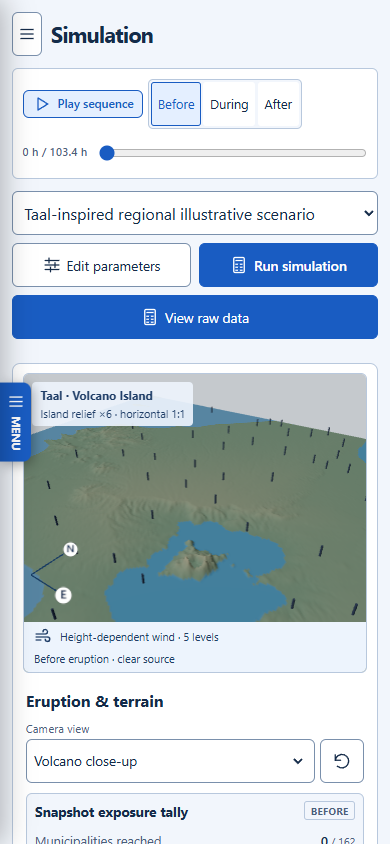 Simulation
Play sequence
Before
During
After
0 h / 103.4 h
Taal-inspired regional illustrative scenario
Edit parameters
Run simulation
View raw data
Taal · Volcano Island
Island relief ×6 · horizontal 1:1
MENU
N
E
Height-dependent wind · 5 levels
Before eruption · clear source
Eruption & terrain
Camera view
Volcano close-up
Snapshot exposure tally
BEFORE
Municipalities reached
0 / 162